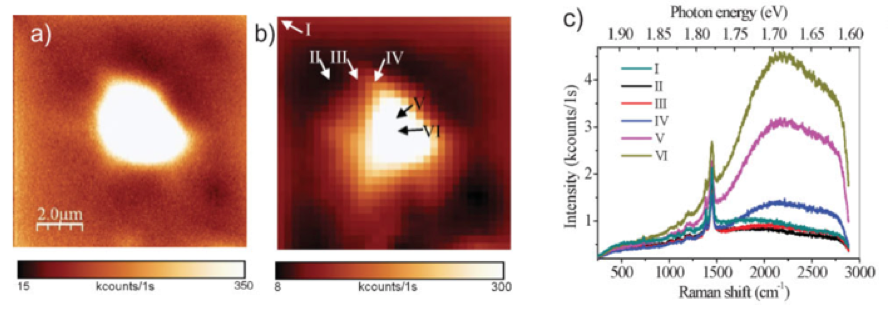 a)
2.0µm
15 kcounts/1s 350
b)
I
II III IV
V
VI
8 kcounts/1s 300
c)
Photon energy (eV)
1.90 1.85 1.80 1.75 1.70 1.65 1.60
Intensity (kcounts/1s)
4
3
2
1
I
II
III
IV
V
VI
500 1000 1500 2000 2500 3000
Raman shift (cm⁻¹)